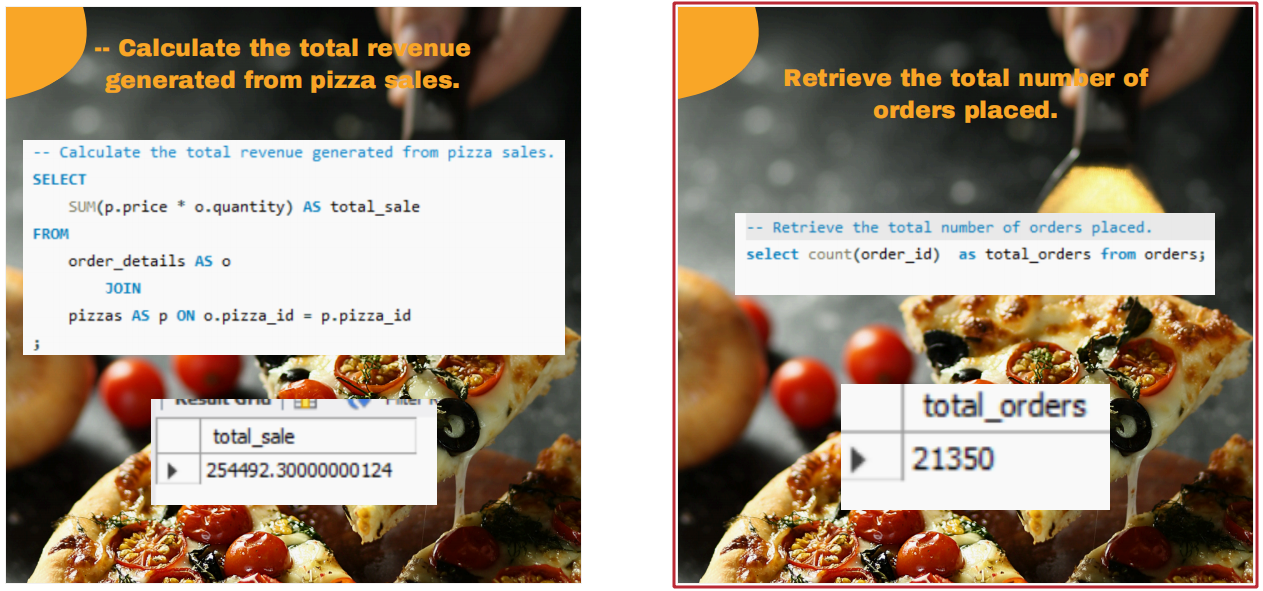 -- Calculate the total revenue
generated from pizza sales.
-- Calculate the total revenue generated from pizza sales.
SELECT
SUM(p.price * o.quantity) AS total_sale
FROM
order_details AS o
JOIN
pizzas AS p ON o.pizza_id = p.pizza_id
;
Result Grid Filter
total_sale
254492.30000000124
Retrieve the total number of
orders placed.
-- Retrieve the total number of orders placed.
select count(order_id)  as total_orders from orders;
total_orders
21350